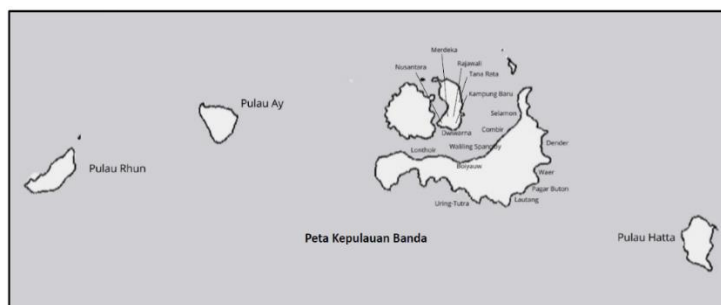 Merdeka
Nusantara
Rajawali
Tana Rata
Kampung Baru
Pulau Ay
Selamon
Dwiwarna
Combir
Walling Spanciby
Dender
Lonthoir
Boiyauw
Pulau Rhun
Waer
Pagar Buton
Lautang
Uring-Tutra
Peta Kepulauan Banda
Pulau Hatta